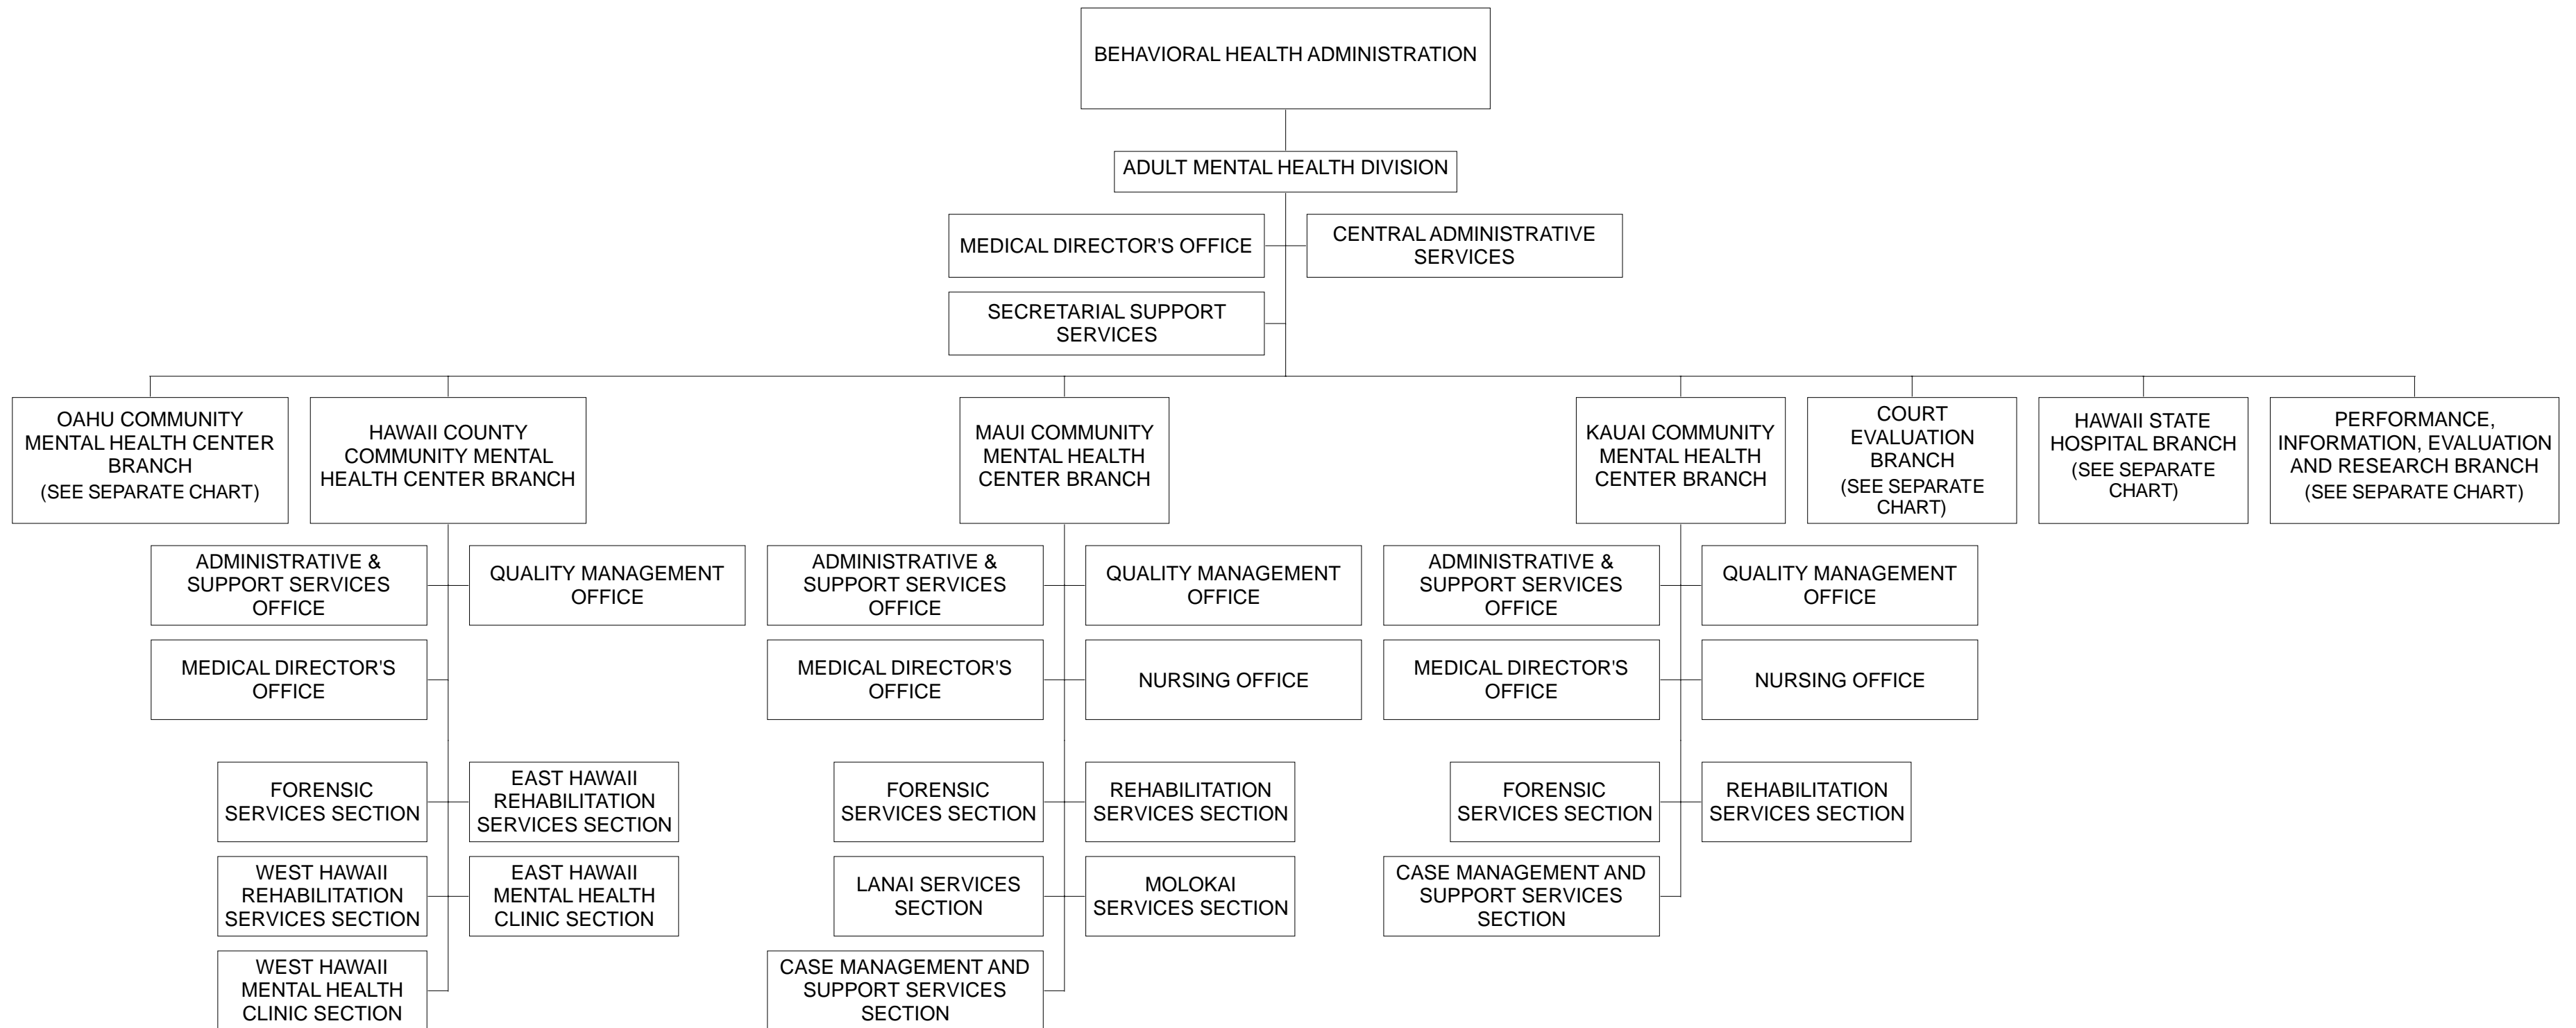 BEHAVIORAL HEALTH ADMINISTRATION
ADULT MENTAL HEALTH DIVISION
MEDICAL DIRECTOR'S OFFICE
CENTRAL ADMINISTRATIVE
SERVICES
SECRETARIAL SUPPORT
SERVICES
OAHU COMMUNITY
MENTAL HEALTH CENTER
BRANCH
(SEE SEPARATE CHART)
HAWAII COUNTY
COMMUNITY MENTAL
HEALTH CENTER BRANCH
MAUI COMMUNITY
MENTAL HEALTH
CENTER BRANCH
KAUAI COMMUNITY
MENTAL HEALTH
CENTER BRANCH
COURT
EVALUATION
BRANCH
(SEE SEPARATE
CHART)
HAWAII STATE
HOSPITAL BRANCH
(SEE SEPARATE
CHART)
PERFORMANCE,
INFORMATION, EVALUATION
AND RESEARCH BRANCH
(SEE SEPARATE CHART)
ADMINISTRATIVE &
SUPPORT SERVICES
OFFICE
QUALITY MANAGEMENT
OFFICE
MEDICAL DIRECTOR'S
OFFICE
FORENSIC
SERVICES SECTION
EAST HAWAII
REHABILITATION
SERVICES SECTION
WEST HAWAII
REHABILITATION
SERVICES SECTION
EAST HAWAII
MENTAL HEALTH
CLINIC SECTION
WEST HAWAII
MENTAL HEALTH
CLINIC SECTION
ADMINISTRATIVE &
SUPPORT SERVICES
OFFICE
QUALITY MANAGEMENT
OFFICE
MEDICAL DIRECTOR'S
OFFICE
NURSING OFFICE
FORENSIC
SERVICES SECTION
REHABILITATION
SERVICES SECTION
LANAI SERVICES
SECTION
MOLOKAI
SERVICES SECTION
CASE MANAGEMENT AND
SUPPORT SERVICES
SECTION
ADMINISTRATIVE &
SUPPORT SERVICES
OFFICE
QUALITY MANAGEMENT
OFFICE
MEDICAL DIRECTOR'S
OFFICE
NURSING OFFICE
FORENSIC
SERVICES SECTION
REHABILITATION
SERVICES SECTION
CASE MANAGEMENT AND
SUPPORT SERVICES
SECTION